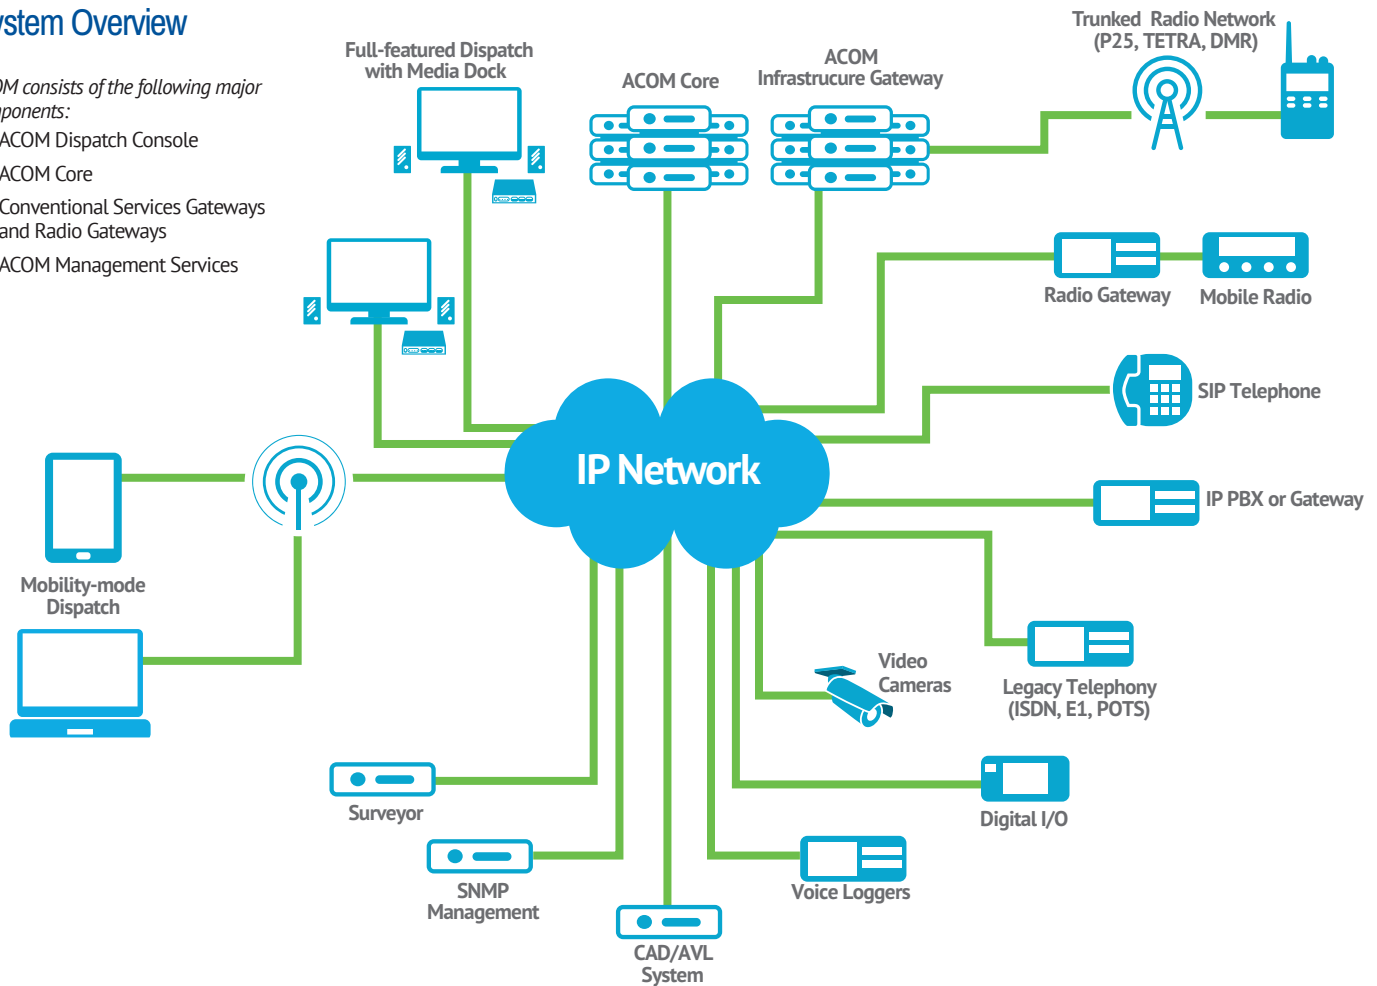 ystem Overview
OM consists of the following major
ponents:
ACOM Dispatch Console
ACOM Core
Conventional Services Gateways
and Radio Gateways
ACOM Management Services
Full-featured Dispatch
with Media Dock
ACOM Core
ACOM
Infrastrucure Gateway
Trunked Radio Network
(P25, TETRA, DMR)
Radio Gateway
Mobile Radio
SIP Telephone
IP Network
IP PBX or Gateway
Mobility-mode
Dispatch
Video
Cameras
Legacy Telephony
(ISDN, E1, POTS)
Surveyor
Digital I/O
SNMP
Management
Voice Loggers
CAD/AVL
System